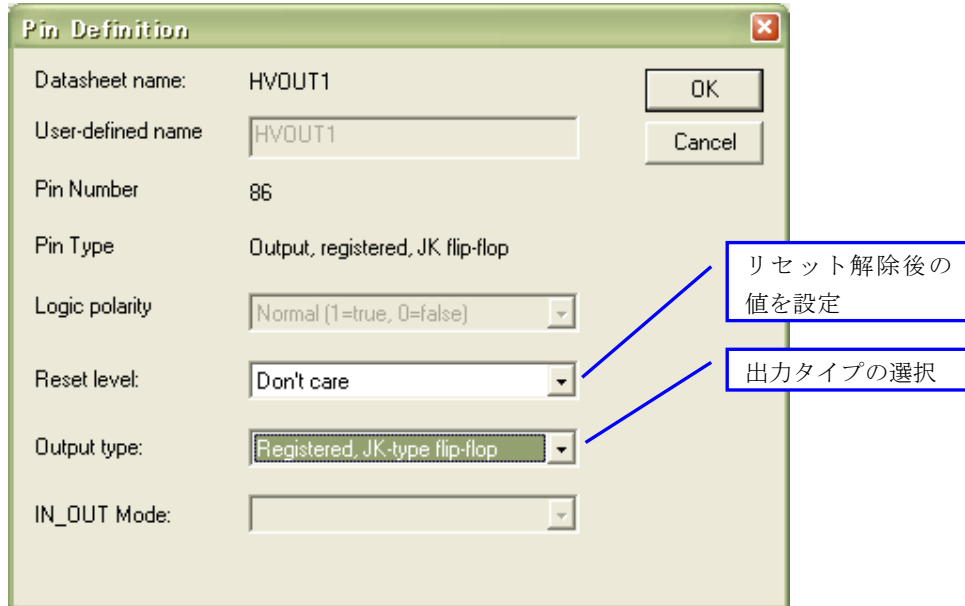 Pin Definition
Datasheet name: HVOUT1
OK
User-defined name HVOUT1
Cancel
Pin Number 86
Pin Type Output, registered, JK flip-flop
リセット解除後の
値を設定
Logic polarity Normal (1=true, 0=false)
Reset level: Don't care
出力タイプの選択
Output type: Registered, JK-type flip-flop
IN_OUT Mode: